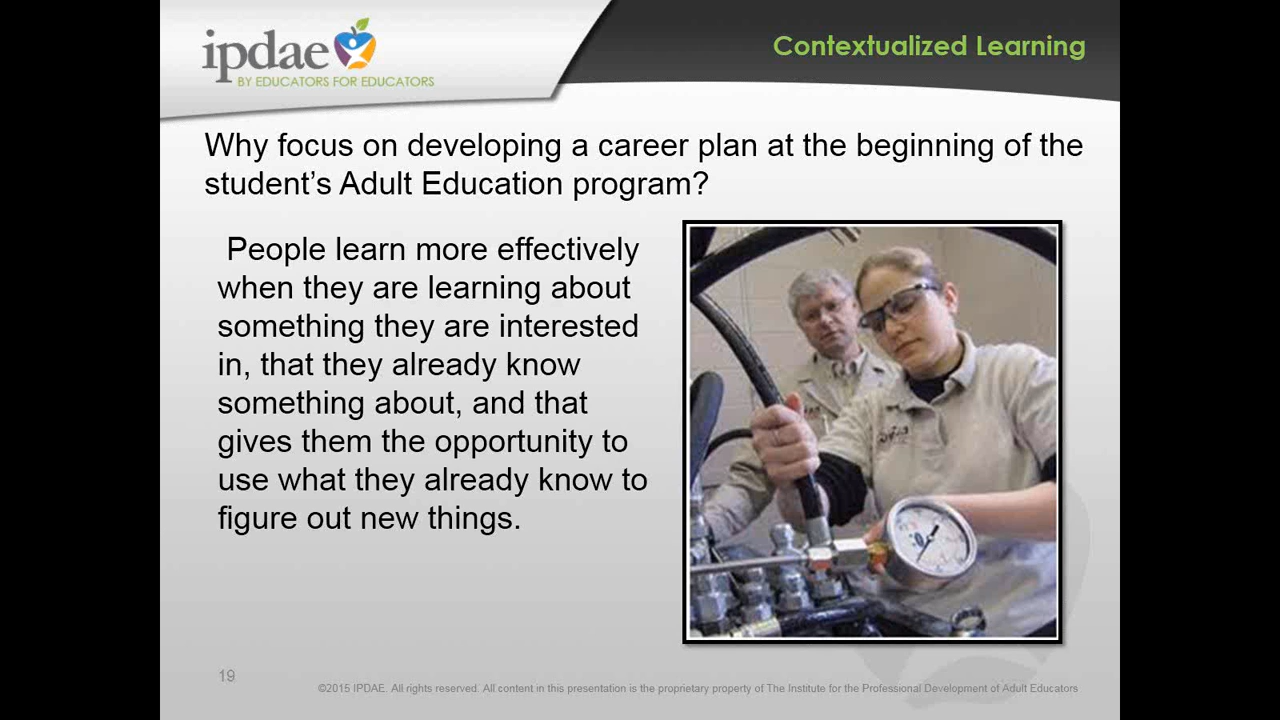 ipdae
BY EDUCATORS FOR EDUCATORS
Contextualized Learning
Why focus on developing a career plan at the beginning of the
student’s Adult Education program?
People learn more effectively
when they are learning about
something they are interested
in, that they already know
something about, and that
gives them the opportunity to
use what they already know to
figure out new things.
19
©2015 IPDAE. All rights reserved. All content in this presentation is the proprietary property of The Institute for the Professional Development of Adult Educators